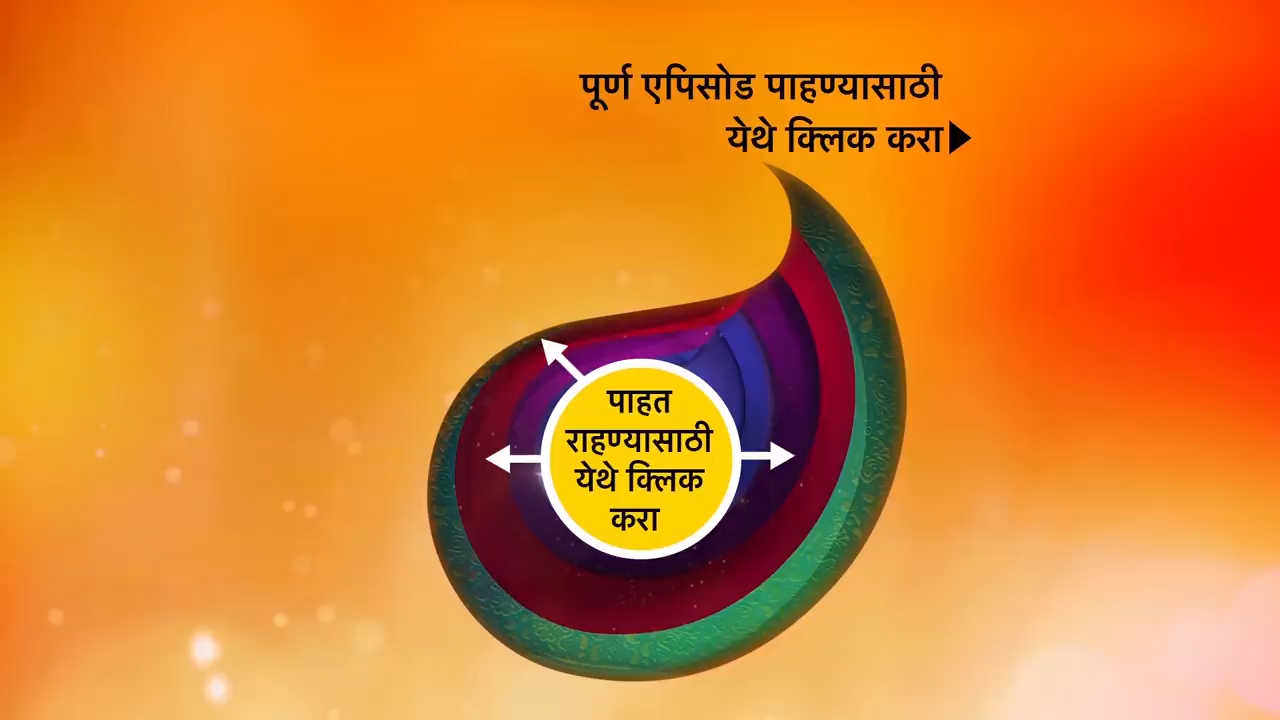 पूर्ण एपिसोड पाहण्यासाठी
येथे क्लिक करा
पाहत
राहण्यासाठी
येथे क्लिक
करा